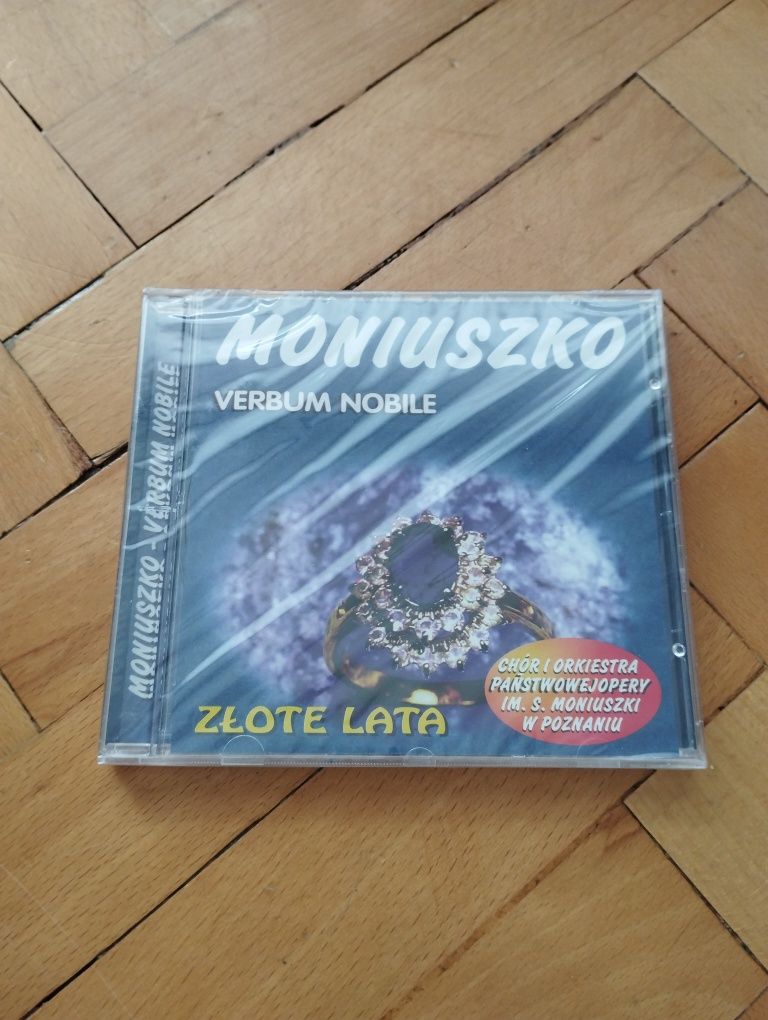 MONIUSZKO
VERBUM NOBILE
MONIUSZKO - VERBUM NOBILE
ZŁOTE LATA
CHÓR I ORKIESTRA
PAŃSTWOWEJOPERY
IM. S. MONIUSZKI
W POZNANIU